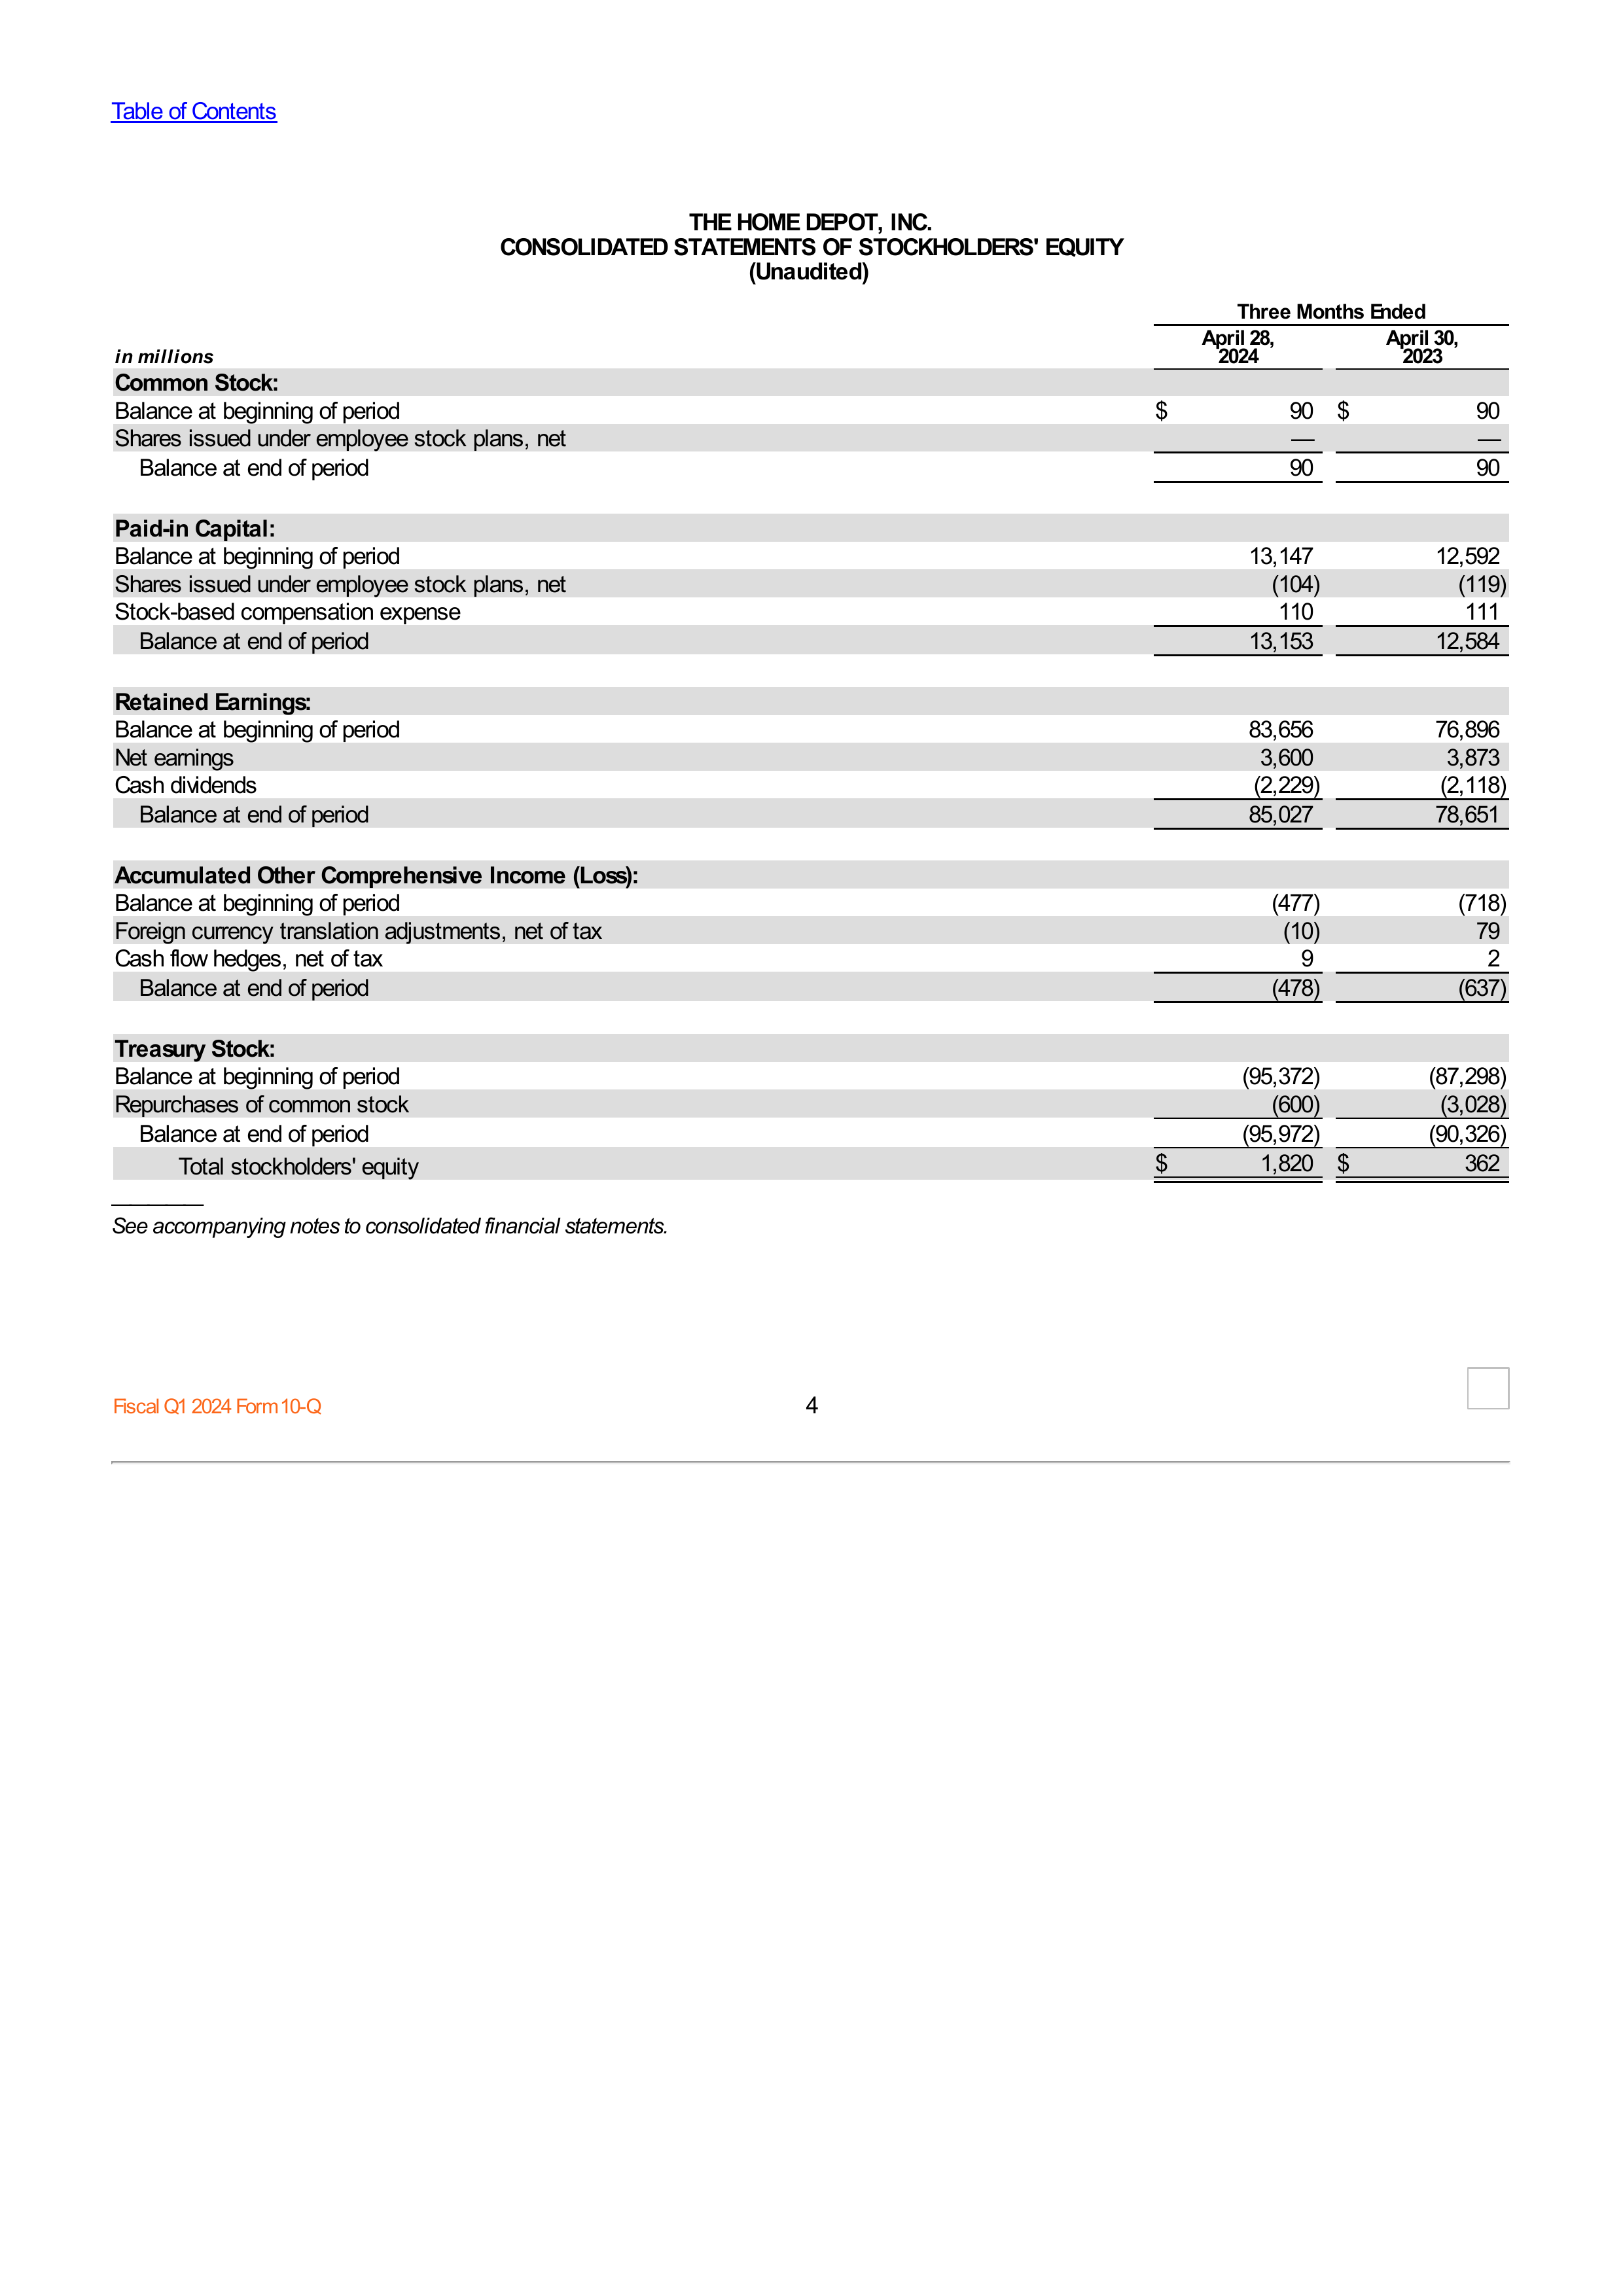 Table of Contents
THE HOME DEPOT, INC.
CONSOLIDATED STATEMENTS OF STOCKHOLDERS' EQUITY
(Unaudited)
Three Months Ended
in millions April 28, 2024 April 30, 2023
Common Stock:
Balance at beginning of period $ 90 $ 90
Shares issued under employee stock plans, net — —
Balance at end of period 90 90
Paid-in Capital:
Balance at beginning of period 13,147 12,592
Shares issued under employee stock plans, net (104) (119)
Stock-based compensation expense 110 111
Balance at end of period 13,153 12,584
Retained Earnings:
Balance at beginning of period 83,656 76,896
Net earnings 3,600 3,873
Cash dividends (2,229) (2,118)
Balance at end of period 85,027 78,651
Accumulated Other Comprehensive Income (Loss):
Balance at beginning of period (477) (718)
Foreign currency translation adjustments, net of tax (10) 79
Cash flow hedges, net of tax 9 2
Balance at end of period (478) (637)
Treasury Stock:
Balance at beginning of period (95,372) (87,298)
Repurchases of common stock (600) (3,028)
Balance at end of period (95,972) (90,326)
Total stockholders' equity $ 1,820 $ 362
See accompanying notes to consolidated financial statements.
Fiscal Q1 2024 Form 10-Q 4